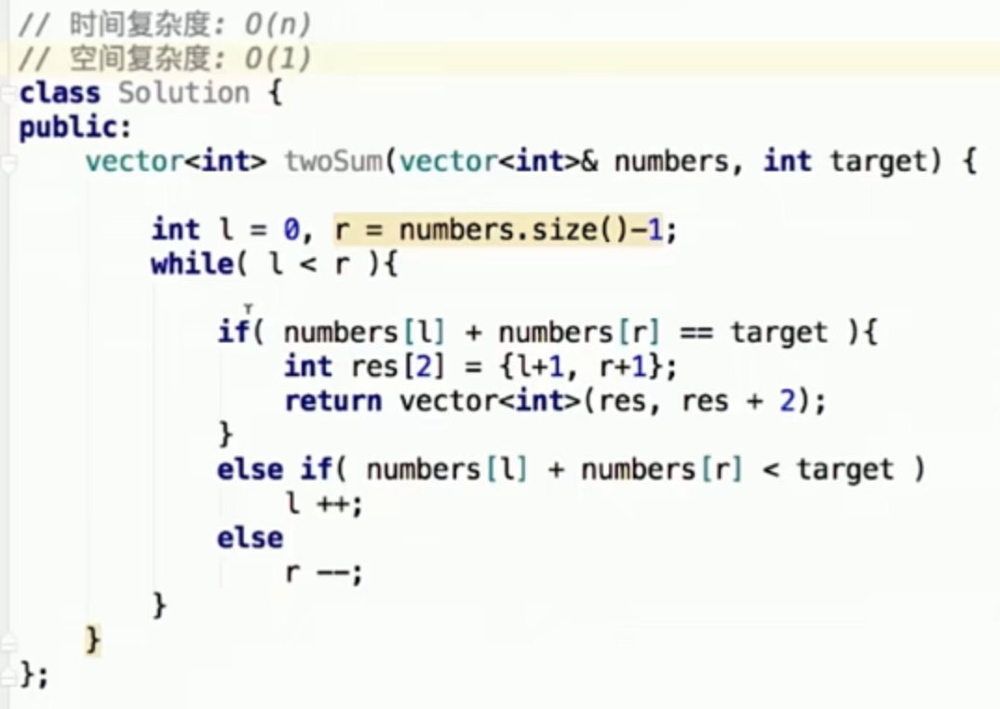 // 时间复杂度: O(n)
// 空间复杂度: O(1)
class Solution {
public:
    vector<int> twoSum(vector<int>& numbers, int target) {

        int l = 0, r = numbers.size()-1;
        while( l < r ){

            if( numbers[l] + numbers[r] == target ){
                int res[2] = {l+1, r+1};
                return vector<int>(res, res + 2);
            }
            else if( numbers[l] + numbers[r] < target )
                l ++;
            else
                r --;
        }
    }
};